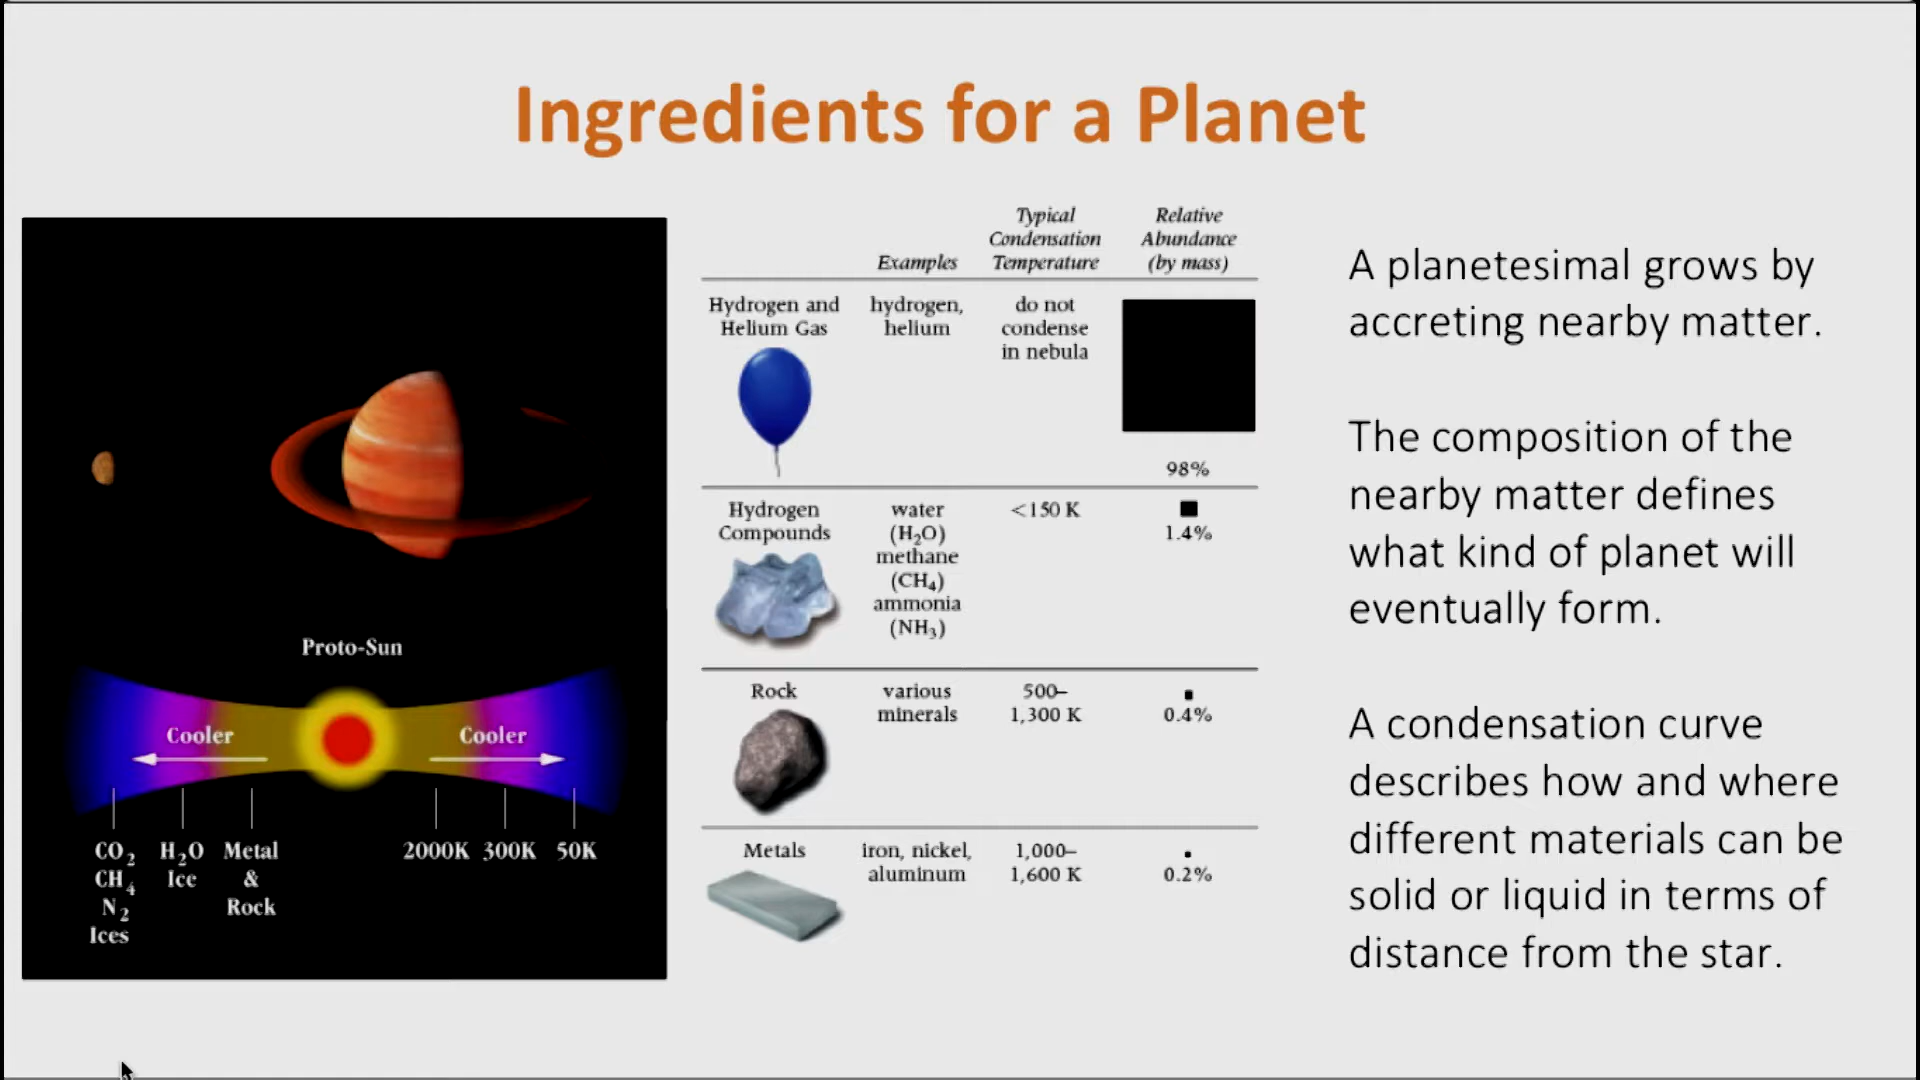 Ingredients for a Planet
Proto-Sun
Cooler
Cooler
CO2
CH4
N2
Ices
H2O
Ice
Metal
&
Rock
2000K
300K
50K
Examples
Typical
Condensation
Temperature
Relative
Abundance
(by mass)
Hydrogen and
Helium Gas
hydrogen,
helium
do not
condense
in nebula
98%
Hydrogen
Compounds
water
(H2O)
methane
(CH4)
ammonia
(NH3)
<150 K
1.4%
Rock
various
minerals
500–
1,300 K
0.4%
Metals
iron, nickel,
aluminum
1,000–
1,600 K
0.2%
A planetesimal grows by
accreting nearby matter.
The composition of the
nearby matter defines
what kind of planet will
eventually form.
A condensation curve
describes how and where
different materials can be
solid or liquid in terms of
distance from the star.